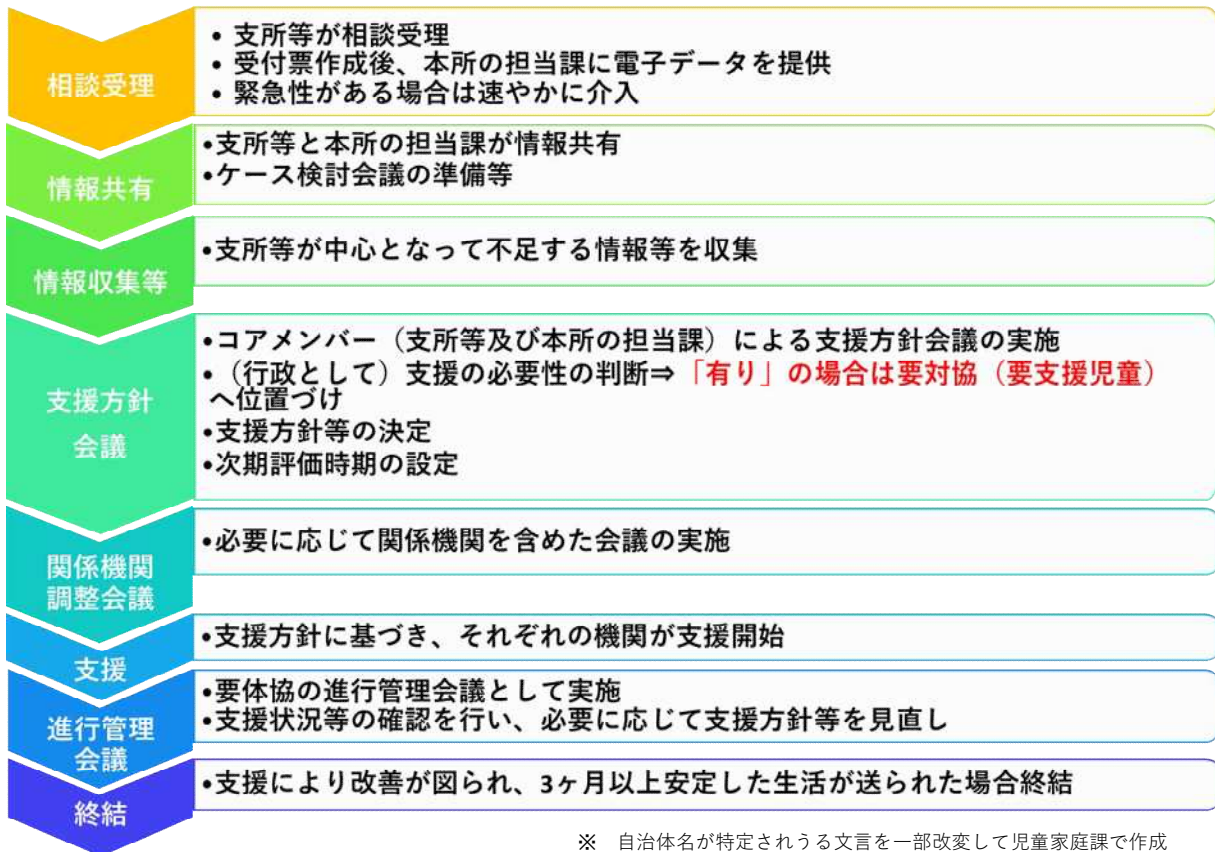 相談受理
• 支所等が相談受理
• 受付票作成後、本所の担当課に電子データを提供
• 緊急性がある場合は速やかに介入
情報共有
•支所等と本所の担当課が情報共有
•ケース検討会議の準備等
情報収集等
•支所等が中心となって不足する情報等を収集
支援方針
会議
•コアメンバー（支所等及び本所の担当課）による支援方針会議の実施
•（行政として）支援の必要性の判断⇒「有り」の場合は要対協（要支援児童）
へ位置づけ
•支援方針等の決定
•次期評価時期の設定
関係機関
調整会議
•必要に応じて関係機関を含めた会議の実施
支援
•支援方針に基づき、それぞれの機関が支援開始
進行管理
会議
•要体協の進行管理会議として実施
•支援状況等の確認を行い、必要に応じて支援方針等を見直し
終結
•支援により改善が図られ、3ヶ月以上安定した生活が送られた場合終結
※　自治体名が特定されうる文言を一部改変して児童家庭課で作成